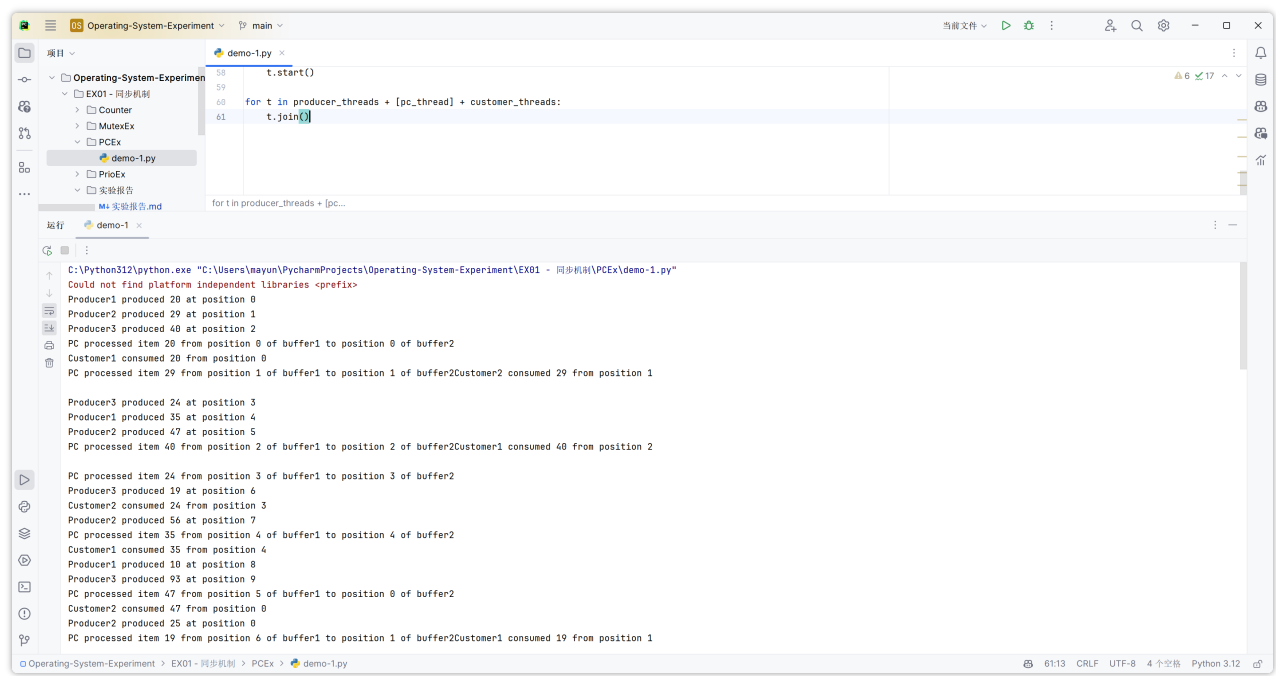 OS Operating-System-Experiment main 当前文件
项目
demo-1.py
Operating-System-Experimen
EX01 - 同步机制
Counter
MutexEx
PCEx
demo-1.py
PrioEx
实验报告
M↓ 实验报告.md
58 t.start()
59
60 for t in producer_threads + [pc_thread] + customer_threads:
61 t.join()
6 17
for t in producer_threads + [pc...
运行 demo-1
C:\Python312\python.exe "C:\Users\mayun\PycharmProjects\Operating-System-Experiment\EX01 - 同步机制\PCEx\demo-1.py"
Could not find platform independent libraries <prefix>
Producer1 produced 20 at position 0
Producer2 produced 29 at position 1
Producer3 produced 40 at position 2
PC processed item 20 from position 0 of buffer1 to position 0 of buffer2
Customer1 consumed 20 from position 0
PC processed item 29 from position 1 of buffer1 to position 1 of buffer2Customer2 consumed 29 from position 1
Producer3 produced 24 at position 3
Producer1 produced 35 at position 4
Producer2 produced 47 at position 5
PC processed item 40 from position 2 of buffer1 to position 2 of buffer2Customer1 consumed 40 from position 2
PC processed item 24 from position 3 of buffer1 to position 3 of buffer2
Producer3 produced 19 at position 6
Customer2 consumed 24 from position 3
Producer2 produced 56 at position 7
PC processed item 35 from position 4 of buffer1 to position 4 of buffer2
Customer1 consumed 35 from position 4
Producer1 produced 10 at position 8
Producer3 produced 93 at position 9
PC processed item 47 from position 5 of buffer1 to position 0 of buffer2
Customer2 consumed 47 from position 0
Producer2 produced 25 at position 0
PC processed item 19 from position 6 of buffer1 to position 1 of buffer2Customer1 consumed 19 from position 1
Operating-System-Experiment > EX01 - 同步机制 > PCEx > demo-1.py
61:13 CRLF UTF-8 4 个空格 Python 3.12